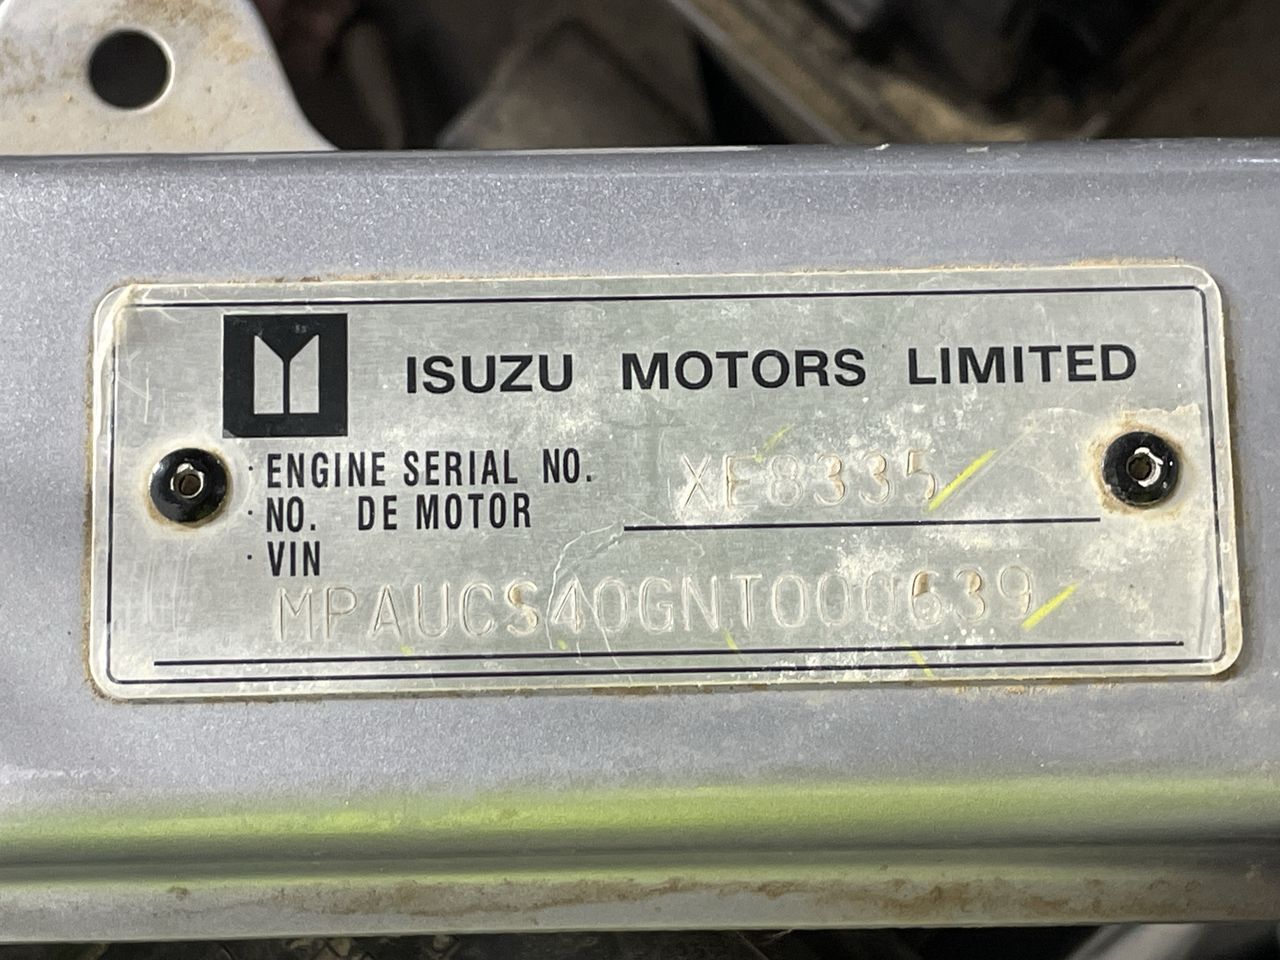 ISUZU MOTORS LIMITED
· ENGINE SERIAL NO. XE8335
· NO. DE MOTOR
· VIN
MPAUCS40GNT000639